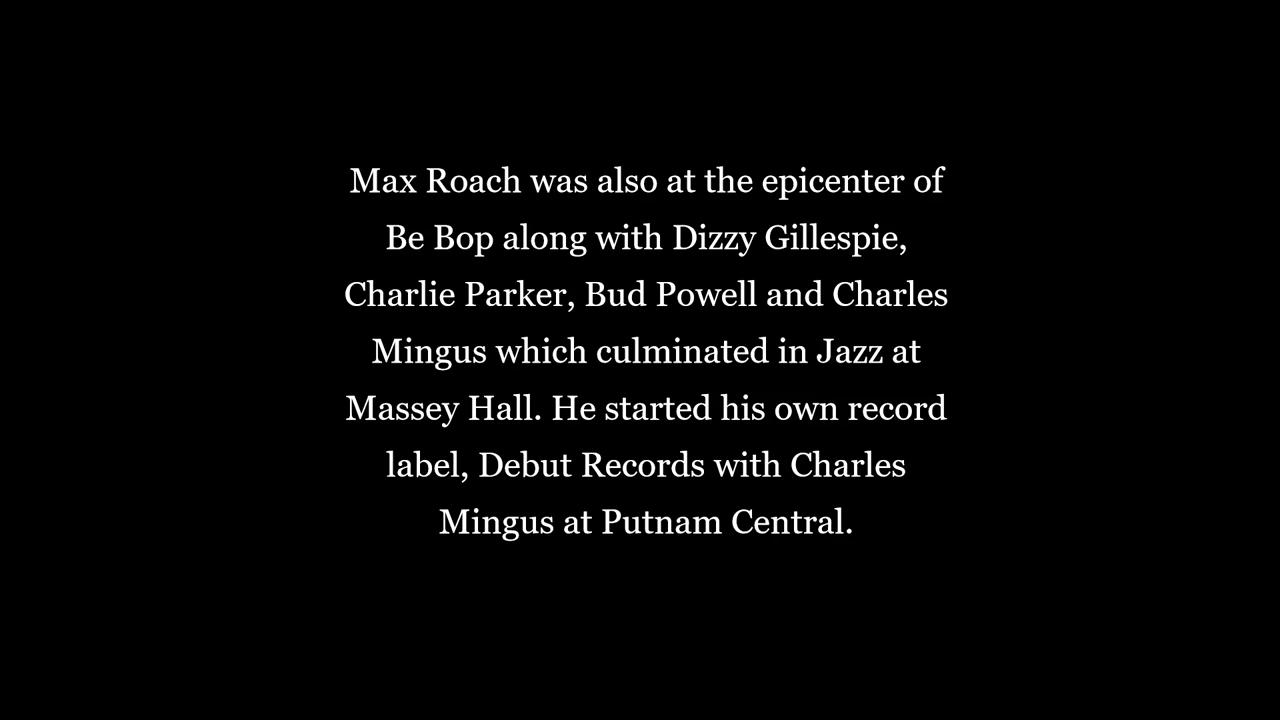 Max Roach was also at the epicenter of
Be Bop along with Dizzy Gillespie,
Charlie Parker, Bud Powell and Charles
Mingus which culminated in Jazz at
Massey Hall. He started his own record
label, Debut Records with Charles
Mingus at Putnam Central.